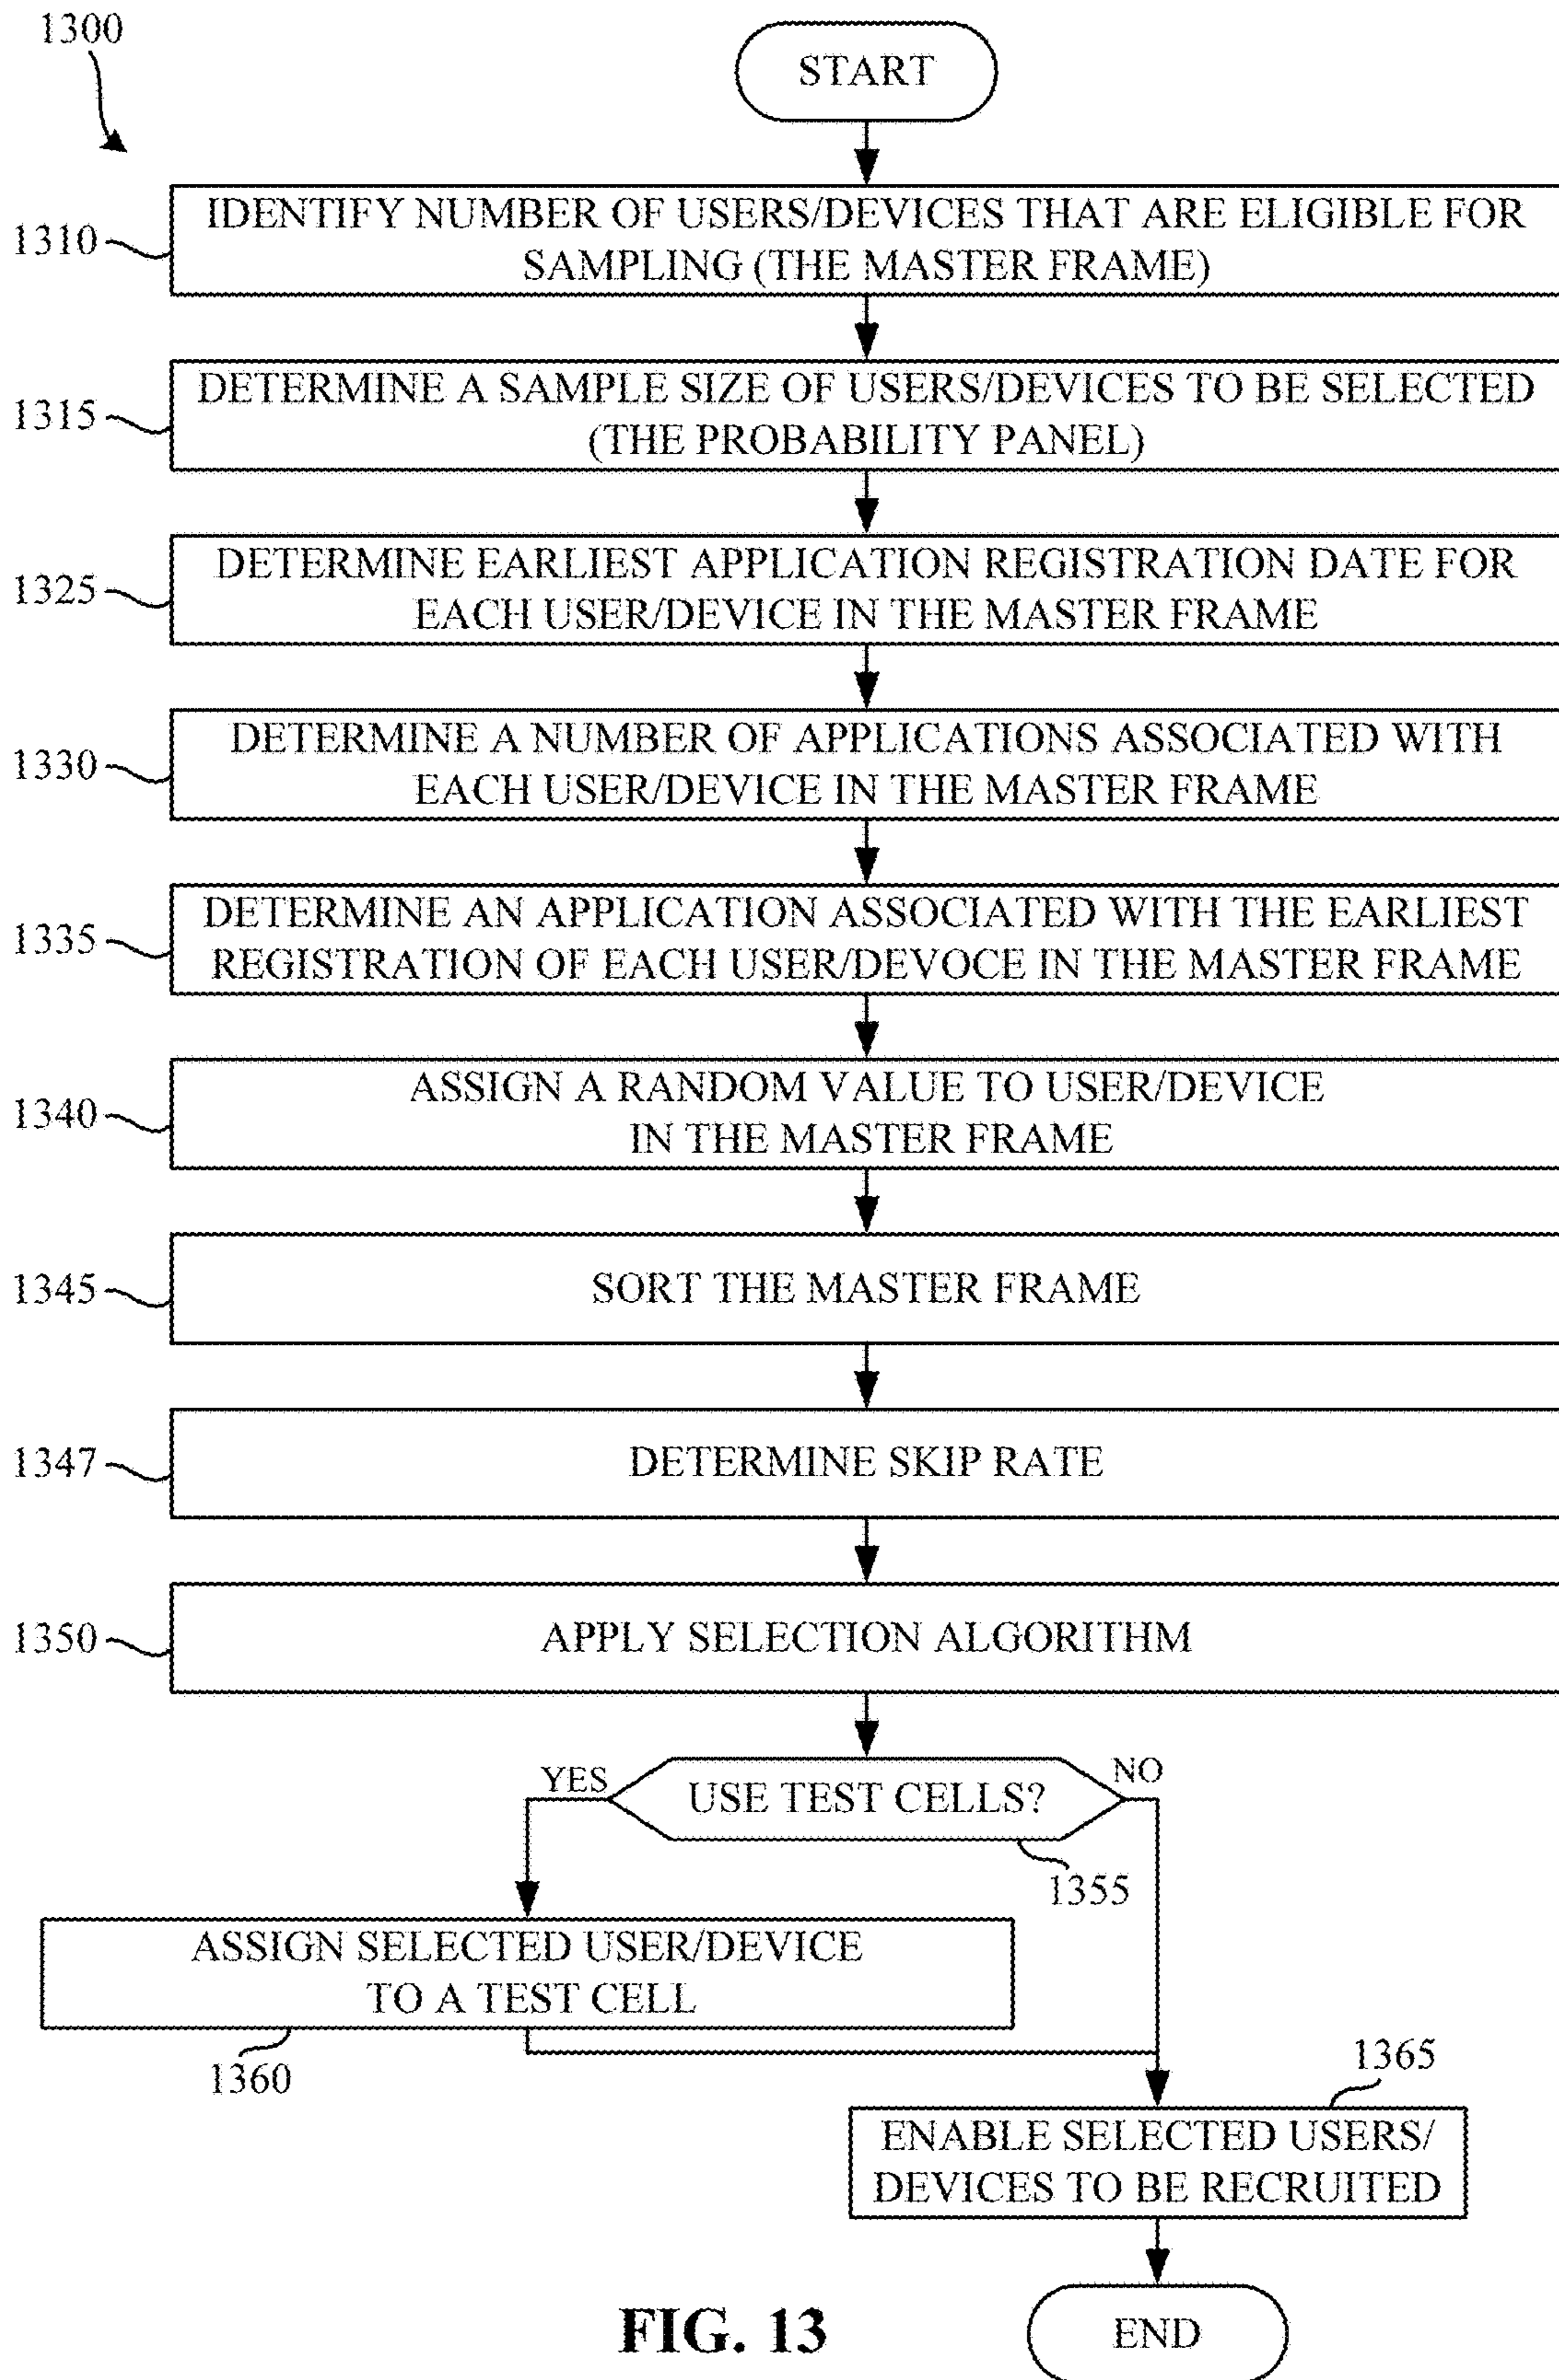 1300
START
1310
IDENTIFY NUMBER OF USERS/DEVICES THAT ARE ELIGIBLE FOR
SAMPLING (THE MASTER FRAME)
1315
DETERMINE A SAMPLE SIZE OF USERS/DEVICES TO BE SELECTED
(THE PROBABILITY PANEL)
1325
DETERMINE EARLIEST APPLICATION REGISTRATION DATE FOR
EACH USER/DEVICE IN THE MASTER FRAME
1330
DETERMINE A NUMBER OF APPLICATIONS ASSOCIATED WITH
EACH USER/DEVICE IN THE MASTER FRAME
1335
DETERMINE AN APPLICATION ASSOCIATED WITH THE EARLIEST
REGISTRATION OF EACH USER/DEVOCE IN THE MASTER FRAME
1340
ASSIGN A RANDOM VALUE TO USER/DEVICE
IN THE MASTER FRAME
1345
SORT THE MASTER FRAME
1347
DETERMINE SKIP RATE
1350
APPLY SELECTION ALGORITHM
YES
USE TEST CELLS?
NO
1355
ASSIGN SELECTED USER/DEVICE
TO A TEST CELL
1360
1365
ENABLE SELECTED USERS/
DEVICES TO BE RECRUITED
END
FIG. 13